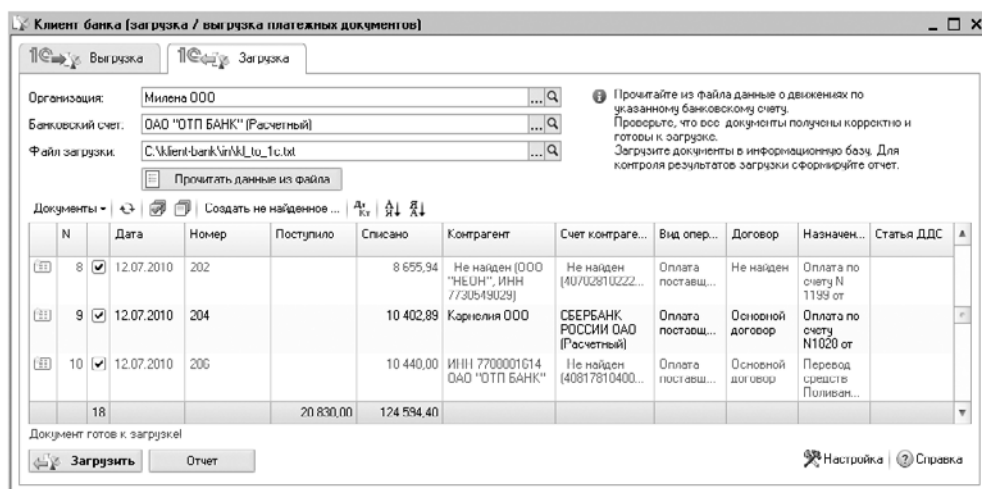 Клиент банка (загрузка / выгрузка платежных документов)
1С Выгрузка 1С Загрузка
Организация: Милена ООО ...
Банковский счет: ОАО "ОТП БАНК" (Расчетный) ...
Файл загрузки: C:\klient-bank\in\kl_to_1c.txt ...
Прочитайте из файла данные о движениях по
указанному банковскому счету.
Проверьте, что все документы получены корректно и
готовы к загрузке.
Загрузите документы в информационную базу. Для
контроля результатов загрузки сформируйте отчет.
Прочитать данные из файла
Документы Создать не найденное ... Дт Кт А Я Я А
N Дата Номер Поступило Списано Контрагент Счет контраге... Вид опер... Договор Назначен... Статья ДДС
8 12.07.2010 202 8 655,94 Не найден (ООО Не найден Оплата Не найден Оплата по
"НЕОН", ИНН (40702810222... поставщ... счету N
7730549029) 1199 от
9 12.07.2010 204 10 402,89 Карнелия ООО СБЕРБАНК Оплата Основной Оплата по
РОССИИ ОАО поставщ... договор счету
(Расчетный) N1020 от
10 12.07.2010 206 10 440,00 ИНН 7700001614 Не найден Оплата Основной Перевод
ОАО "ОТП БАНК" (40817810400... поставщ... договор средств
Поливан...
18 20 830,00 124 594,40
Документ готов к загрузке!
Загрузить Отчет Настройка Справка